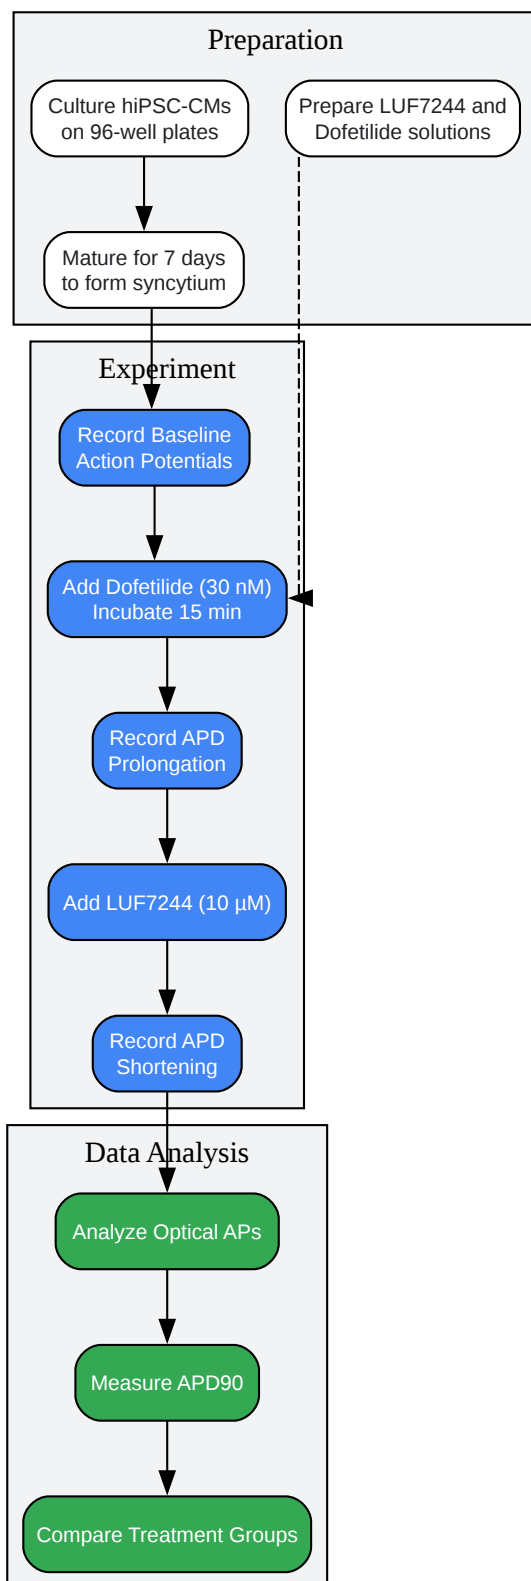 Preparation
Culture hiPSC-CMs
on 96-well plates
Prepare LUF7244 and
Dofetilide solutions
Mature for 7 days
to form syncytium
Experiment
Record Baseline
Action Potentials
Add Dofetilide (30 nM)
Incubate 15 min
Record APD
Prolongation
Add LUF7244 (10 µM)
Record APD
Shortening
Data Analysis
Analyze Optical APs
Measure APD90
Compare Treatment Groups